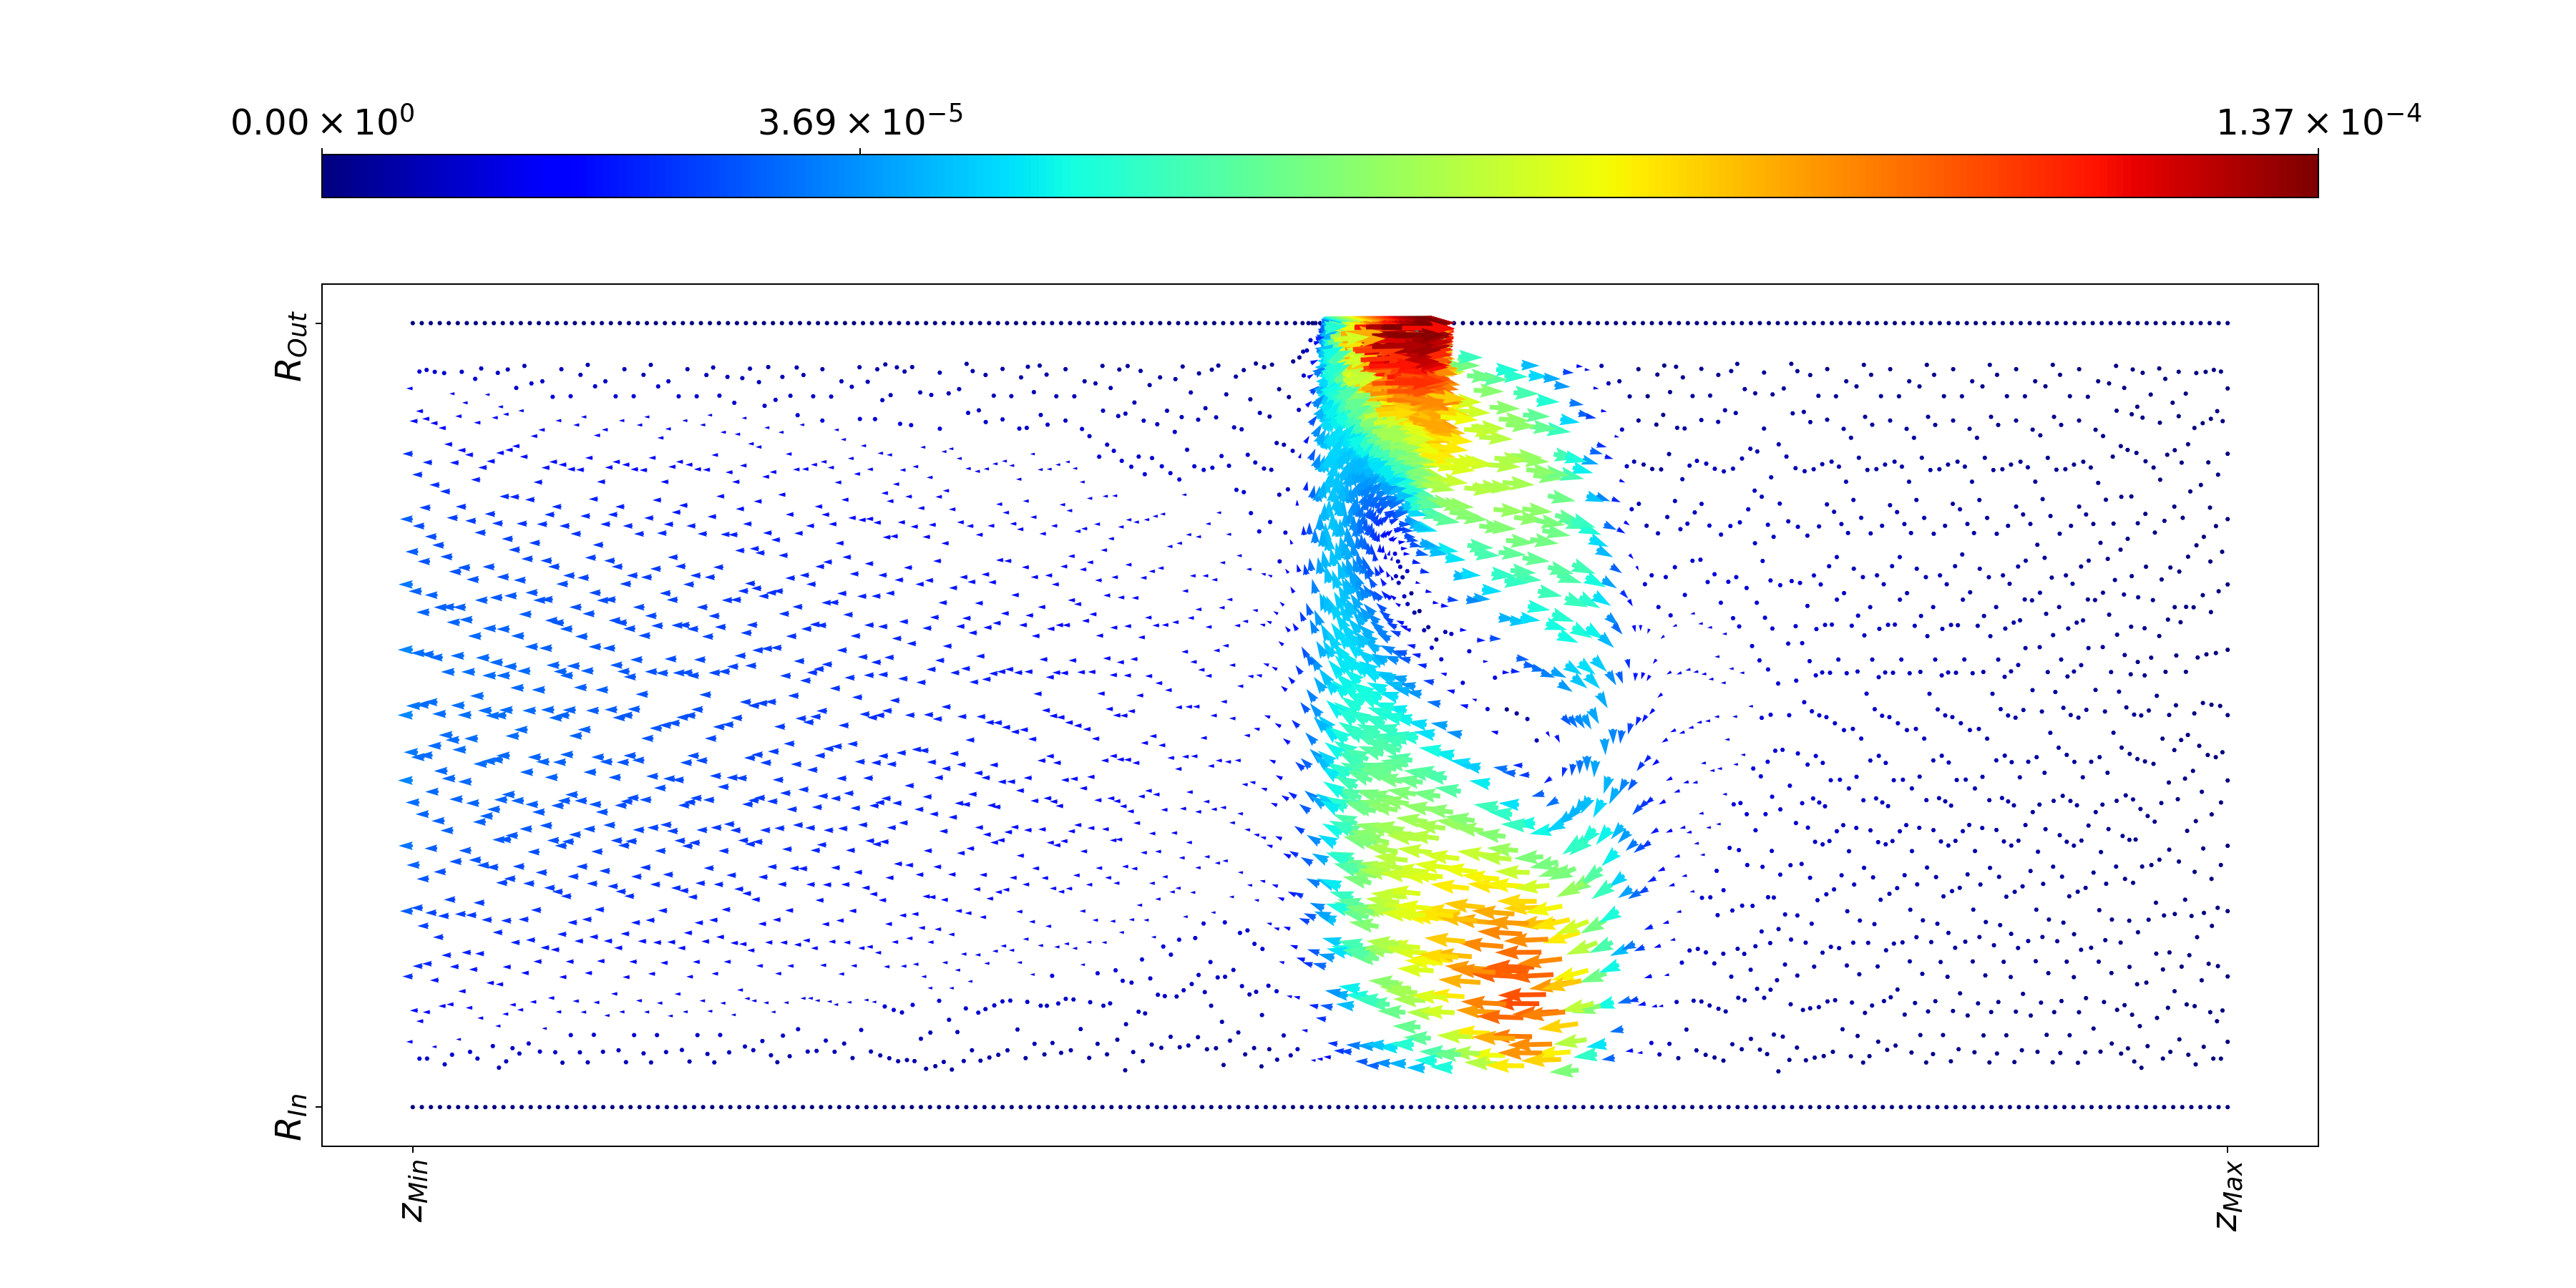 0.00 × 10⁰ 3.69 × 10⁻⁵ 1.37 × 10⁻⁴
R_Out
R_In
z_Min z_Max